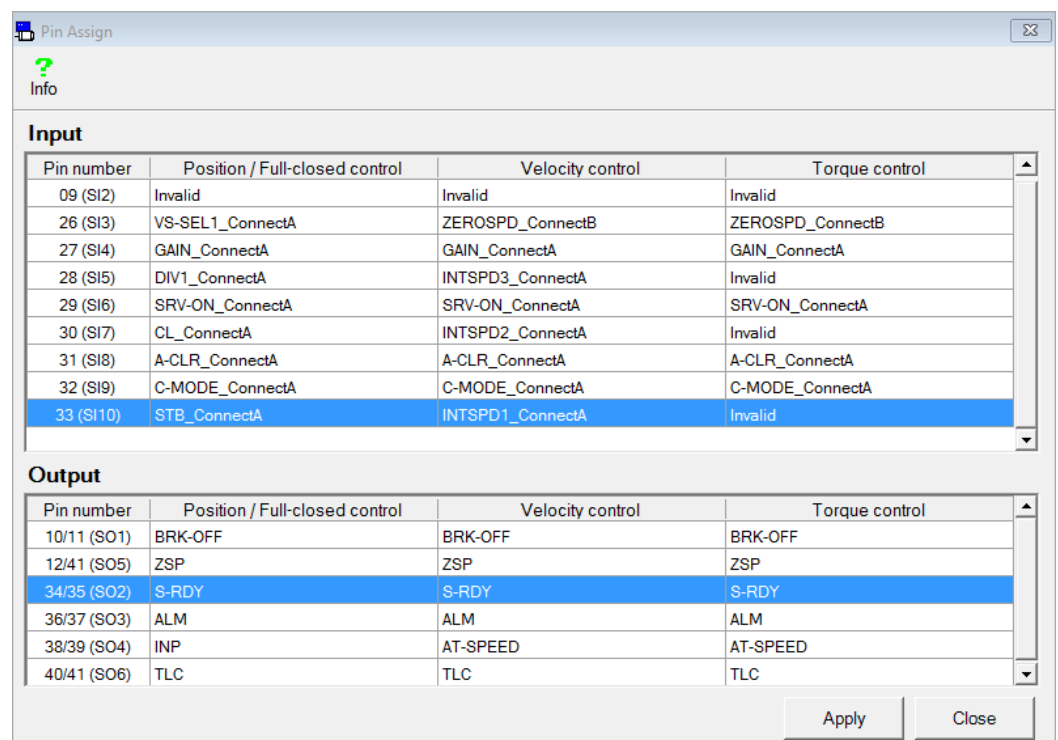 Pin Assign
?
Info
Input
Pin number Position / Full-closed control Velocity control Torque control
09 (SI2) Invalid Invalid Invalid
26 (SI3) VS-SEL1_ConnectA ZEROSPD_ConnectB ZEROSPD_ConnectB
27 (SI4) GAIN_ConnectA GAIN_ConnectA GAIN_ConnectA
28 (SI5) DIV1_ConnectA INTSPD3_ConnectA Invalid
29 (SI6) SRV-ON_ConnectA SRV-ON_ConnectA SRV-ON_ConnectA
30 (SI7) CL_ConnectA INTSPD2_ConnectA Invalid
31 (SI8) A-CLR_ConnectA A-CLR_ConnectA A-CLR_ConnectA
32 (SI9) C-MODE_ConnectA C-MODE_ConnectA C-MODE_ConnectA
33 (SI10) STB_ConnectA INTSPD1_ConnectA Invalid
Output
Pin number Position / Full-closed control Velocity control Torque control
10/11 (SO1) BRK-OFF BRK-OFF BRK-OFF
12/41 (SO5) ZSP ZSP ZSP
34/35 (SO2) S-RDY S-RDY S-RDY
36/37 (SO3) ALM ALM ALM
38/39 (SO4) INP AT-SPEED AT-SPEED
40/41 (SO6) TLC TLC TLC
Apply Close